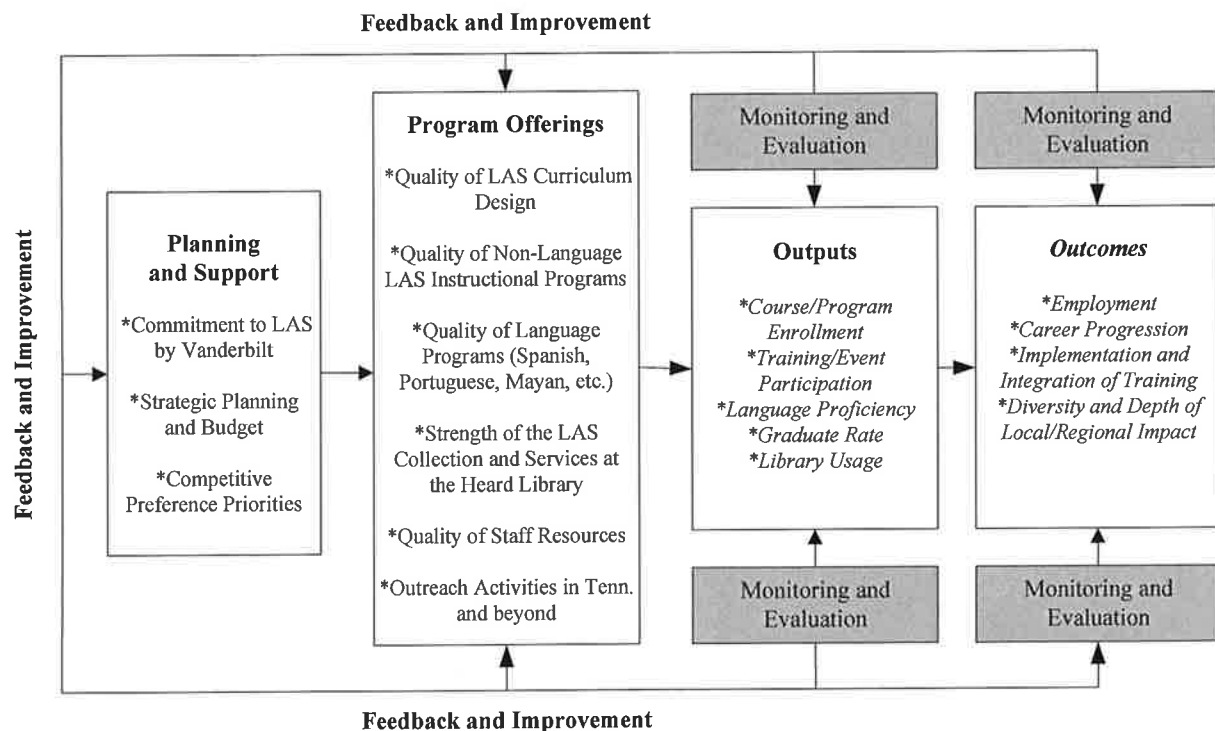 Feedback and Improvement
Feedback and Improvement
Planning
and Support
*Commitment to LAS
by Vanderbilt
*Strategic Planning
and Budget
*Competitive
Preference Priorities
Program Offerings
*Quality of LAS Curriculum
Design
*Quality of Non-Language
LAS Instructional Programs
*Quality of Language
Programs (Spanish,
Portuguese, Mayan, etc.)
*Strength of the LAS
Collection and Services at
the Heard Library
*Quality of Staff Resources
*Outreach Activities in Tenn.
and beyond
Monitoring and
Evaluation
Outputs
*Course/Program
Enrollment
*Training/Event
Participation
*Language Proficiency
*Graduate Rate
*Library Usage
Monitoring and
Evaluation
Monitoring and
Evaluation
Outcomes
*Employment
*Career Progression
*Implementation and
Integration of Training
*Diversity and Depth of
Local/Regional Impact
Monitoring and
Evaluation
Feedback and Improvement